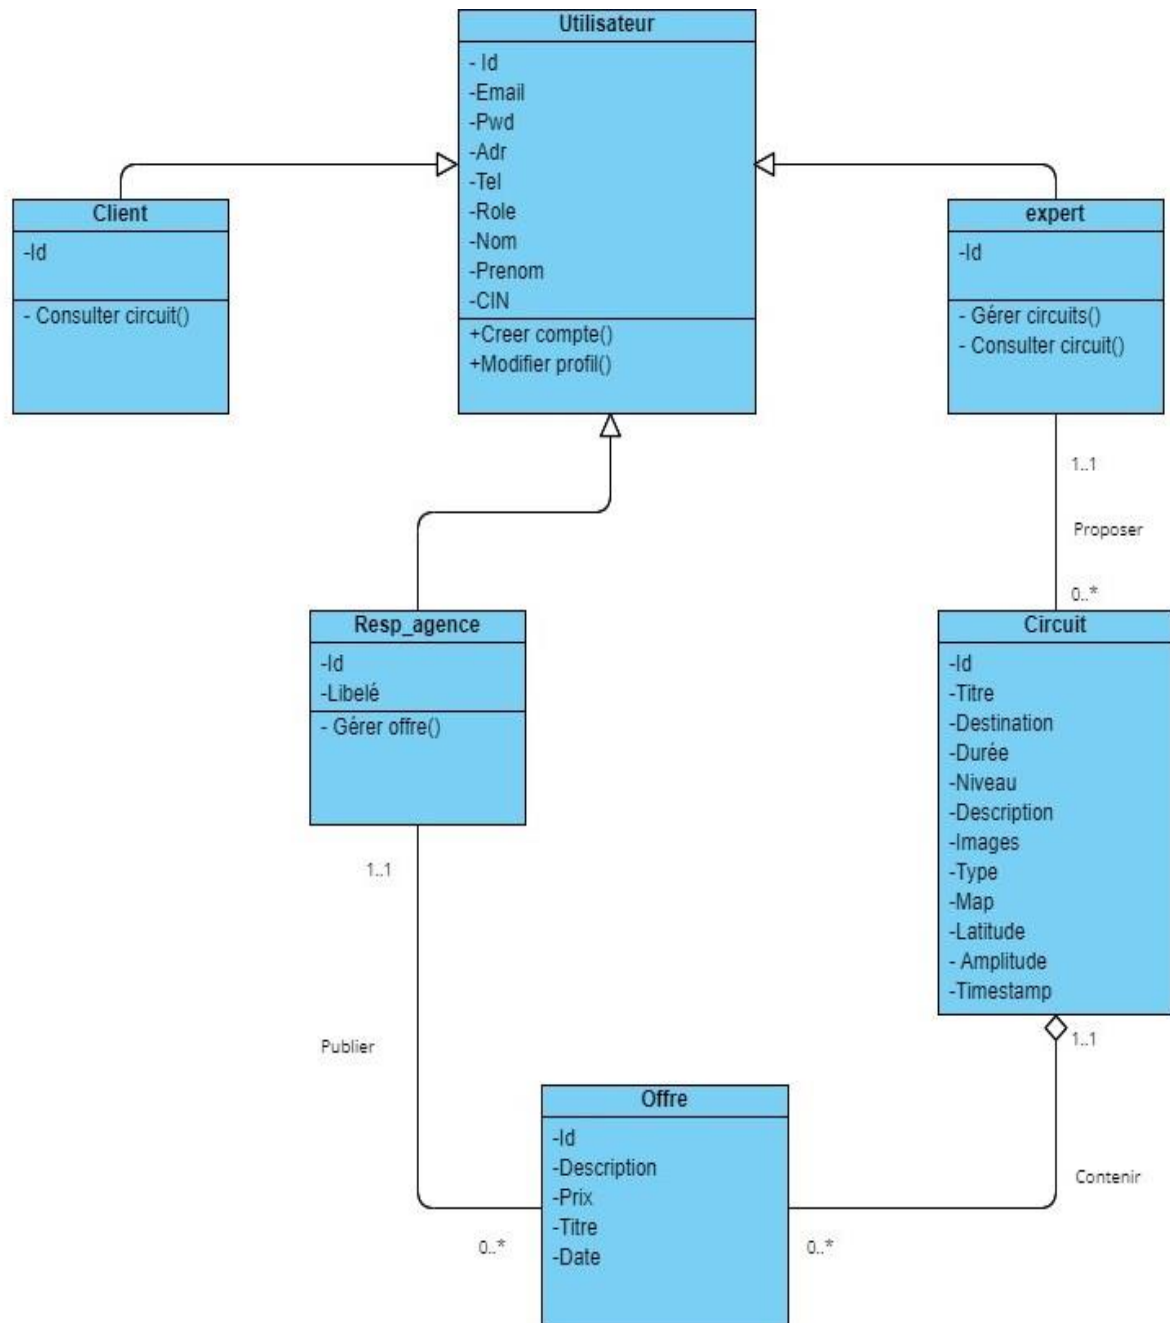 Utilisateur
- Id
-Email
-Pwd
-Adr
-Tel
-Role
-Nom
-Prenom
-CIN
+Creer compte()
+Modifier profil()
Client
-Id
- Consulter circuit()
expert
-Id
- Gérer circuits()
- Consulter circuit()
1..1
Proposer
0..*
Resp_agence
-Id
-Libelé
- Gérer offre()
1..1
Publier
0..*
Circuit
-Id
-Titre
-Destination
-Durée
-Niveau
-Description
-Images
-Type
-Map
-Latitude
- Amplitude
-Timestamp
1..1
Contenir
0..*
Offre
-Id
-Description
-Prix
-Titre
-Date